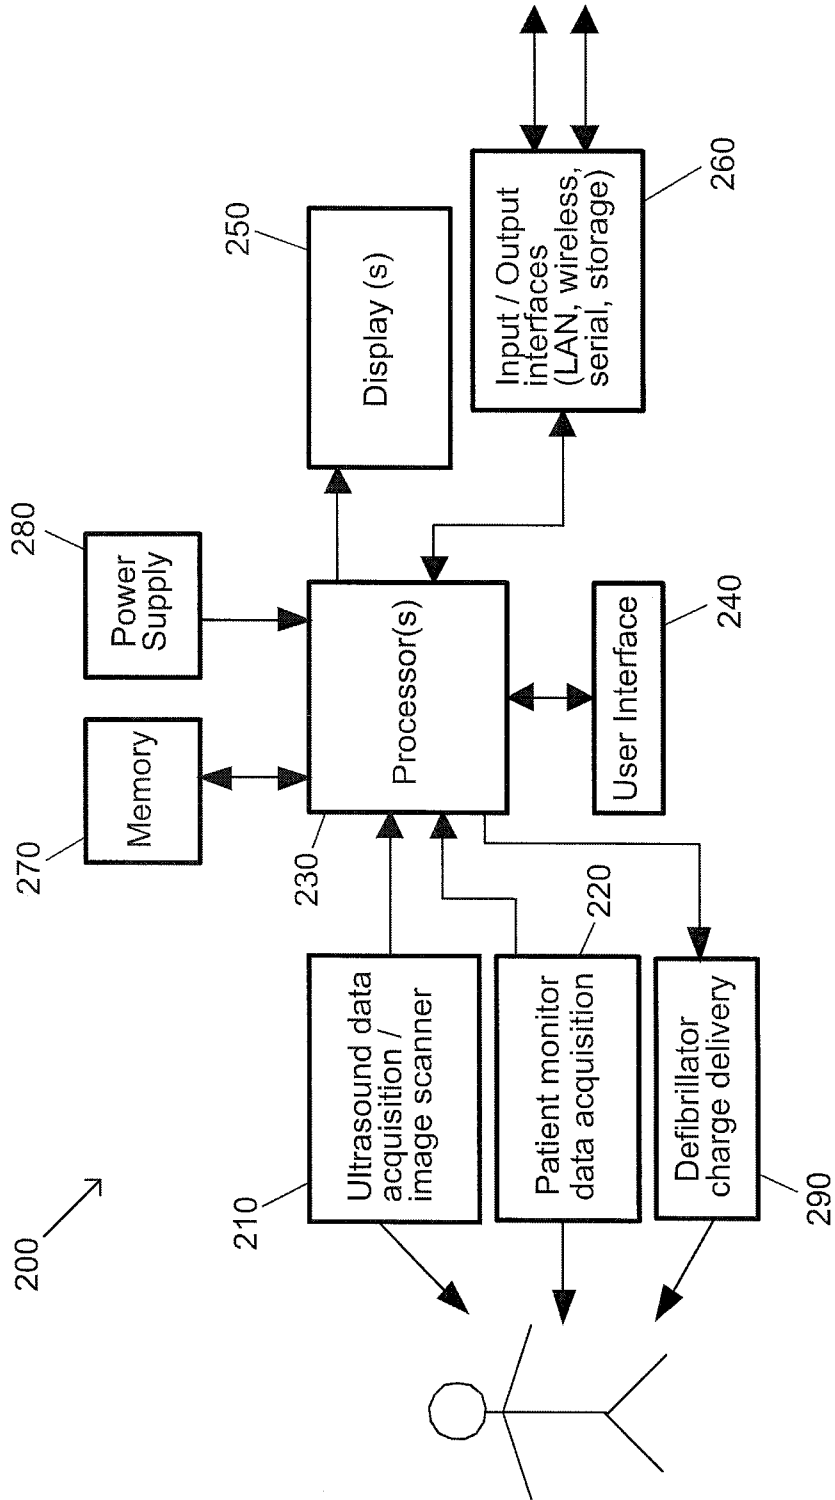 200
270
280
Memory
Power
Supply
250
Display (s)
230
Processor(s)
210
Ultrasound data
acquisition /
image scanner
220
Patient monitor
data acquisition
290
Defibrillator
charge delivery
240
User Interface
260
Input / Output
interfaces
(LAN, wireless,
serial, storage)